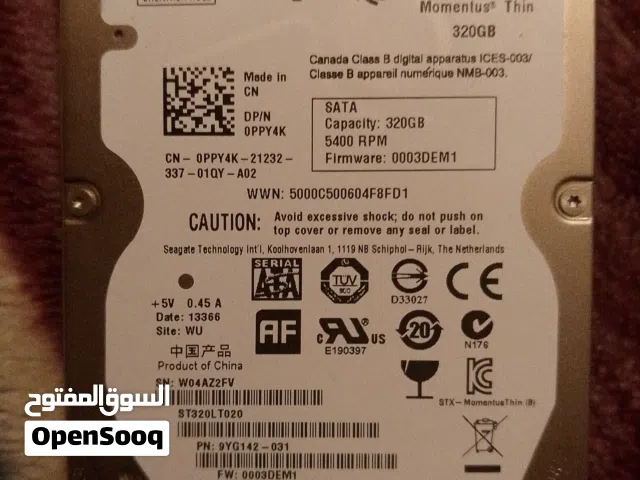 Momentus® Thin
320GB
Canada Class B digital apparatus ICES-003/
Classe B appareil numérique NMB-003.
Made in
CN
DP/N
0PPY4K
SATA
Capacity: 320GB
5400 RPM
Firmware: 0003DEM1
CN - 0PPY4K - 21232 -
337 - 01QY - A02
WWN: 5000C500604F8FD1
CAUTION: Avoid excessive shock; do not push on
top cover or remove any seal or label.
Seagate Technology Int'l, Koolhovenlaan 1, 1119 NB Schiphol - Rijk, The Netherlands
SERIAL
ATA
TUV
D33027
CE
+5V 0.45 A
Date: 13366
Site: WU
AF
c RU US
E190397
20
N176
中国产品
Product of China
SN: W04AZ2FV
STX - MomentusThin (B)
ST320LT020
PN: 9YG142-031
FW: 0003DEM1
السوق المفتوح
OpenSooq